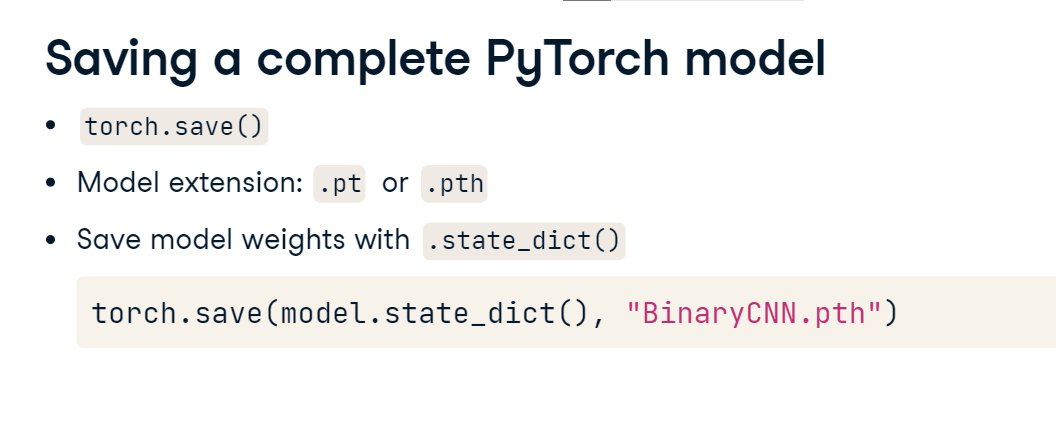 Saving a complete PyTorch model
• torch.save()
• Model extension: .pt or .pth
• Save model weights with .state_dict()
torch.save(model.state_dict(), "BinaryCNN.pth")